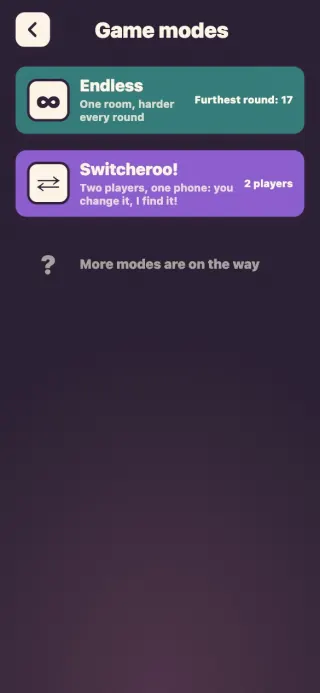 Game modes
Endless
One room, harder
every round
Furthest round: 17
Switcheroo!
Two players, one phone: you
change it, I find it!
2 players
?
More modes are on the way